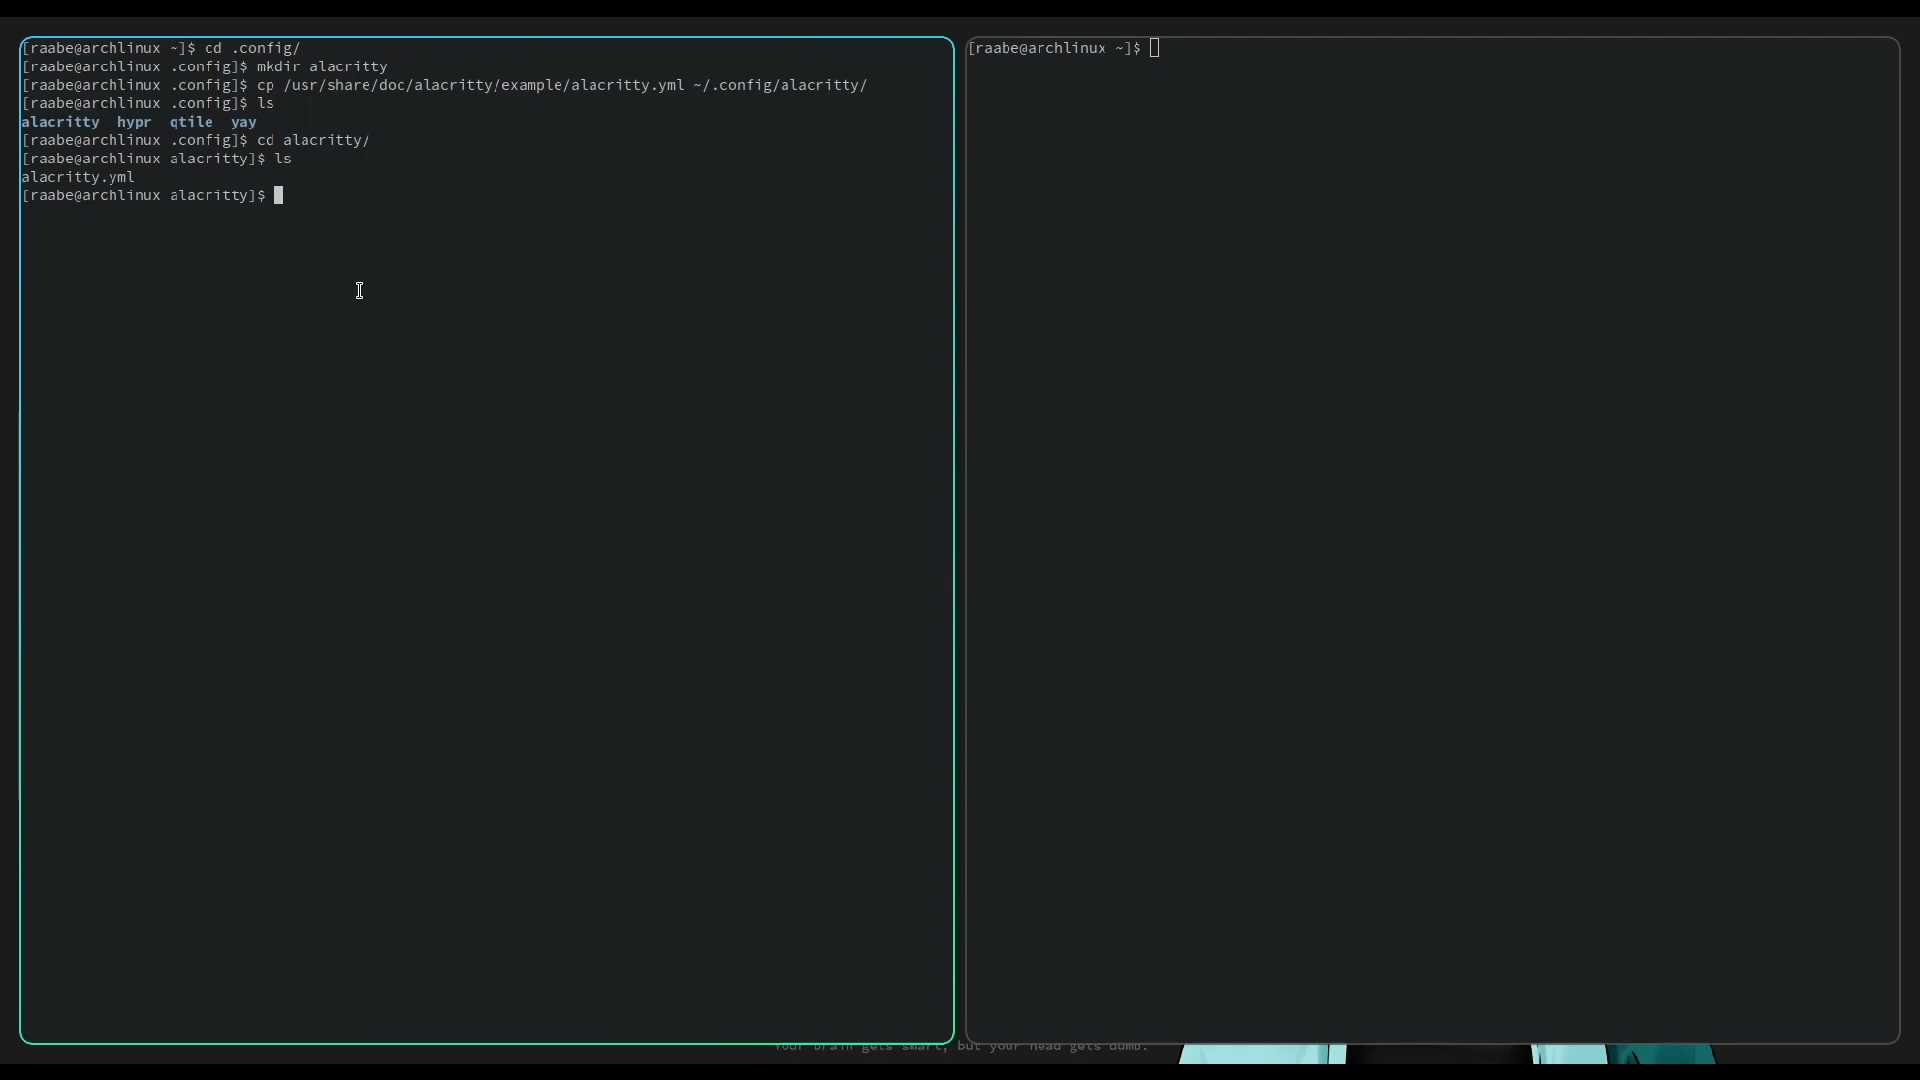 [raabe@archlinux ~]$ cd .config/
[raabe@archlinux .config]$ mkdir alacritty
[raabe@archlinux .config]$ cp /usr/share/doc/alacritty/example/alacritty.yml ~/.config/alacritty/
[raabe@archlinux .config]$ ls
alacritty  hypr  qtile  yay
[raabe@archlinux .config]$ cd alacritty/
[raabe@archlinux alacritty]$ ls
alacritty.yml
[raabe@archlinux alacritty]$
[raabe@archlinux ~]$
Your brain gets smart, but your head gets dumb.